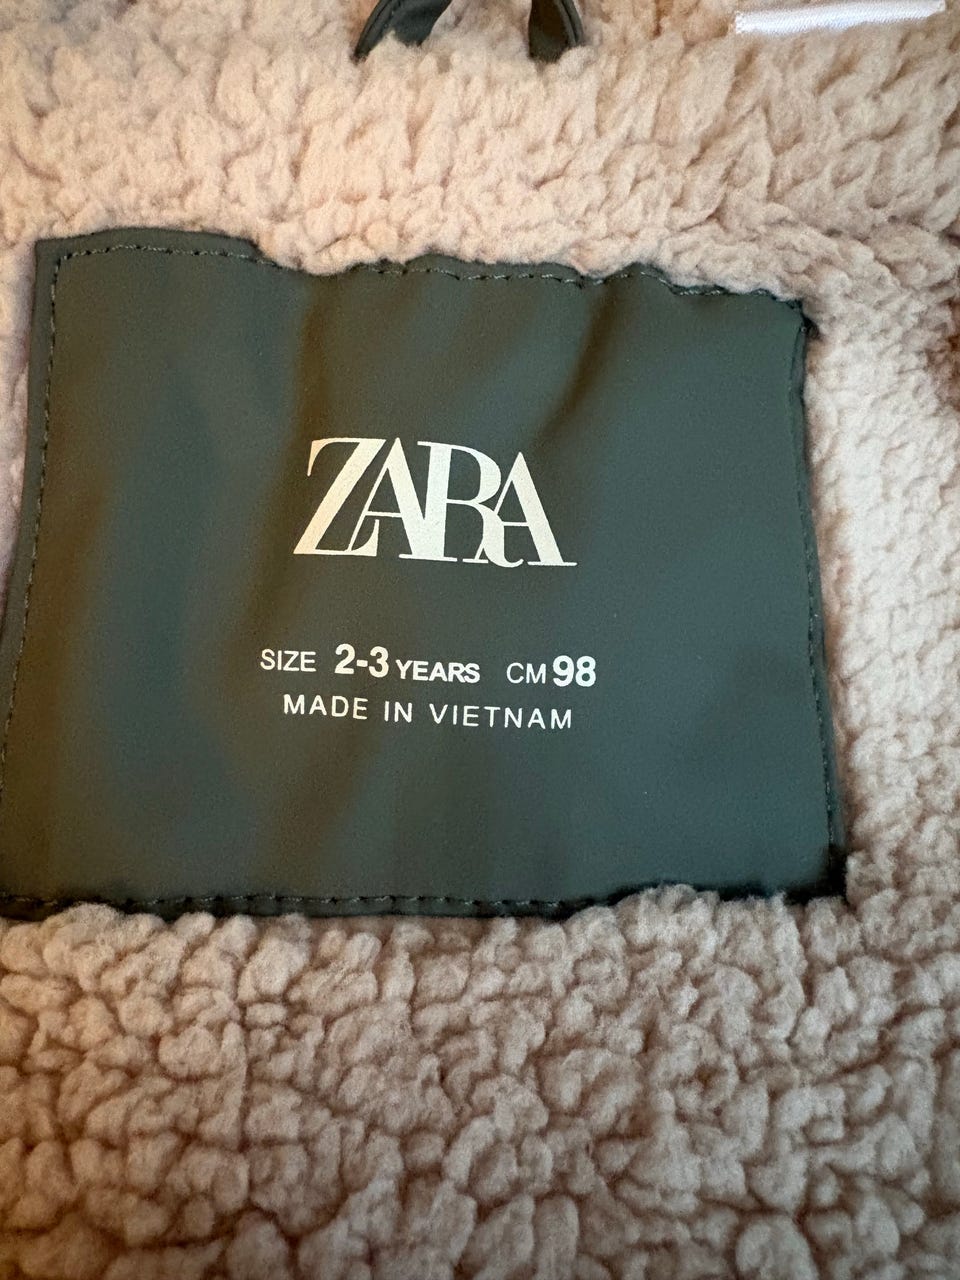 ZARA
SIZE 2-3 YEARS CM 98
MADE IN VIETNAM